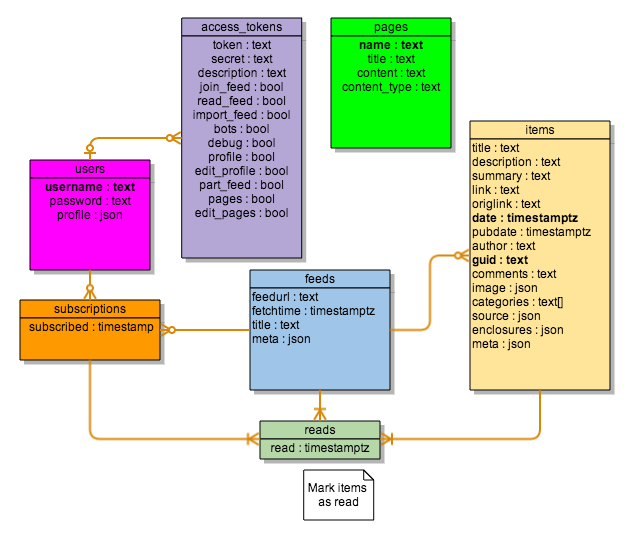 access_tokens
token : text
secret : text
description : text
join_feed : bool
read_feed : bool
import_feed : bool
bots : bool
debug : bool
profile : bool
edit_profile : bool
part_feed : bool
pages : bool
edit_pages : bool
pages
name : text
title : text
content : text
content_type : text
items
title : text
description : text
summary : text
link : text
origlink : text
date : timestamptz
pubdate : timestamptz
author : text
guid : text
comments : text
image : json
categories : text[]
source : json
enclosures : json
meta : json
users
username : text
password : text
profile : json
feeds
feedurl : text
fetchtime : timestamptz
title : text
meta : json
subscriptions
subscribed : timestamp
reads
read : timestamptz
Mark items
as read